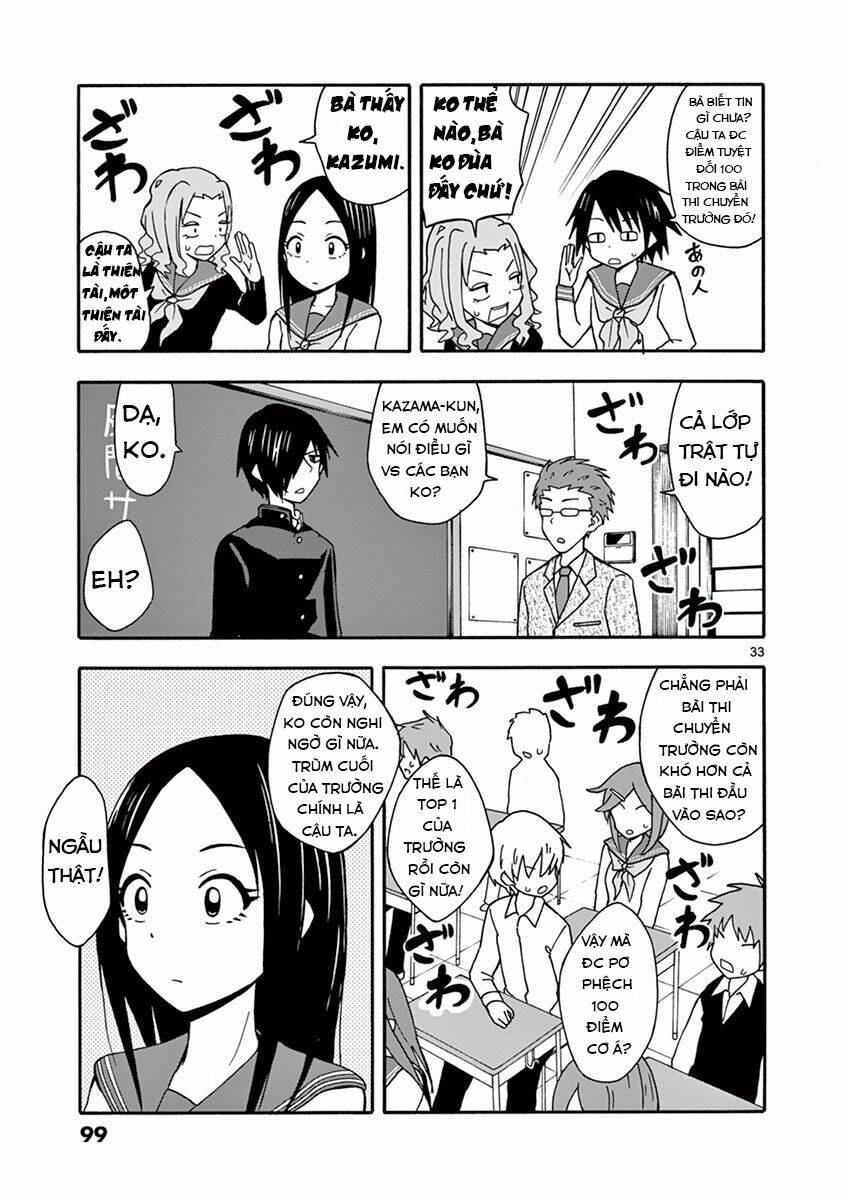 BÀ BIẾT TIN
GÌ CHƯA?
CẬU TA ĐC
ĐIỂM TUYỆT
ĐỐI 100
TRONG BÀI
THI CHUYỂN
TRƯỜNG ĐÓ!
あの人
KO THỂ
NÀO, BÀ
KO ĐÙA
ĐẤY CHỨ!
BÀ THẤY
KO,
KAZUMI.
ざわ
CẬU TA
LÀ THIÊN
TÀI, MÔT
THIÊN TÀI
ĐẤY.
CẢ LỚP
TRẬT TỰ
ĐI NÀO!
ざわ
ざわ
KAZAMA-KUN,
EM CÓ MUỐN
NÓI ĐIỀU GÌ
VS CÁC BẠN
KO?
DẠ,
KO.
EH?
33
CHẲNG PHẢI
BÀI THI
CHUYỂN
TRƯỜNG CÒN
KHÓ HƠN CẢ
BÀI THI ĐẦU
VÀO SAO?
ざわ
ざわ
THẾ LÀ
TOP 1
CỦA
TRƯỜNG
RỒI CÒN
GÌ NỮA!
ざわ
ざわ
VẬY MÀ
ĐC PƠ
PHỆCH
100
ĐIỂM
CƠ Á?
ĐÚNG VẬY,
KO CÒN NGHI
NGỜ GÌ NỮA.
TRÙM CUỐI
CỦA TRƯỜNG
CHÍNH LÀ
CẬU TA.
NGẦU
THẬT!
99